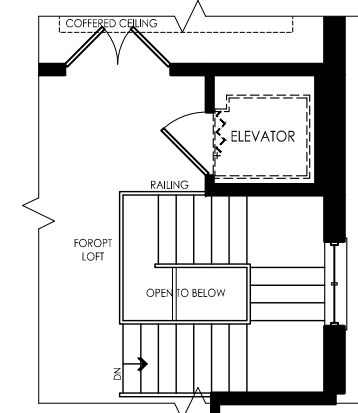 COFFERED CEILING
ELEVATOR
RAILING
FOROPT
LOFT
OPEN TO BELOW
DN